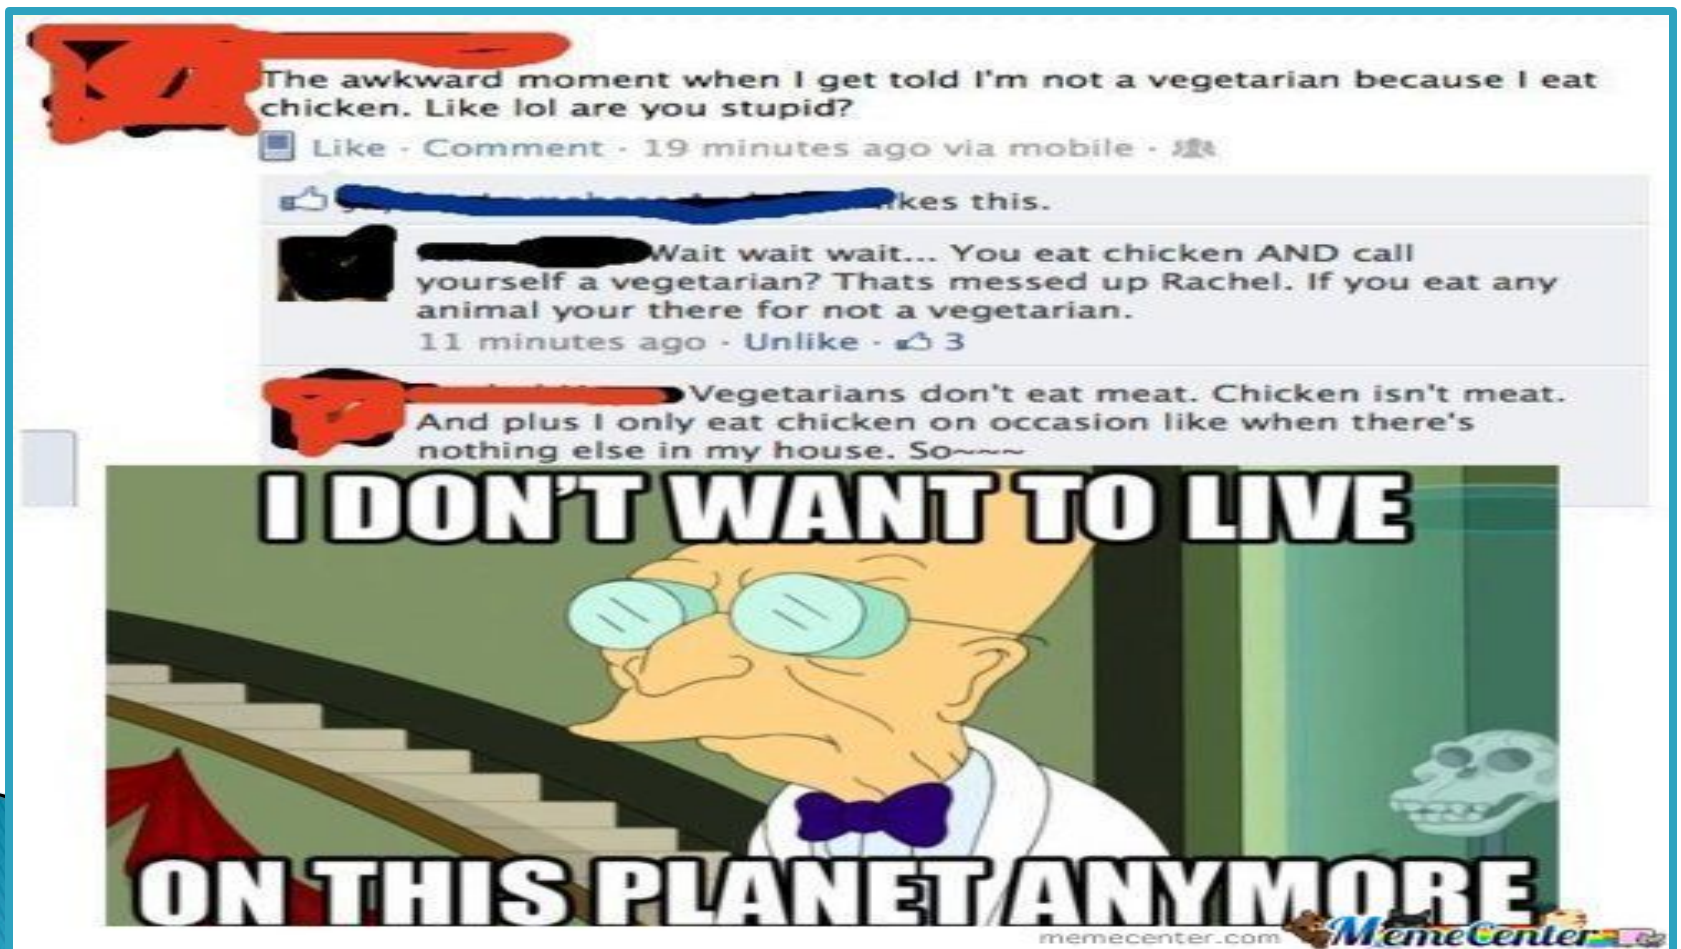 The awkward moment when I get told I'm not a vegetarian because I eat
chicken. Like lol are you stupid?
Like · Comment · 19 minutes ago via mobile ·
this.
Wait wait wait... You eat chicken AND call
yourself a vegetarian? Thats messed up Rachel. If you eat any
animal your there for not a vegetarian.
11 minutes ago · Unlike · 3
Vegetarians don't eat meat. Chicken isn't meat.
And plus I only eat chicken on occasion like when there's
nothing else in my house. So~~~
I DON'T WANT TO LIVE
ON THIS PLANET ANYMORE
memecenter.com MemeCenter